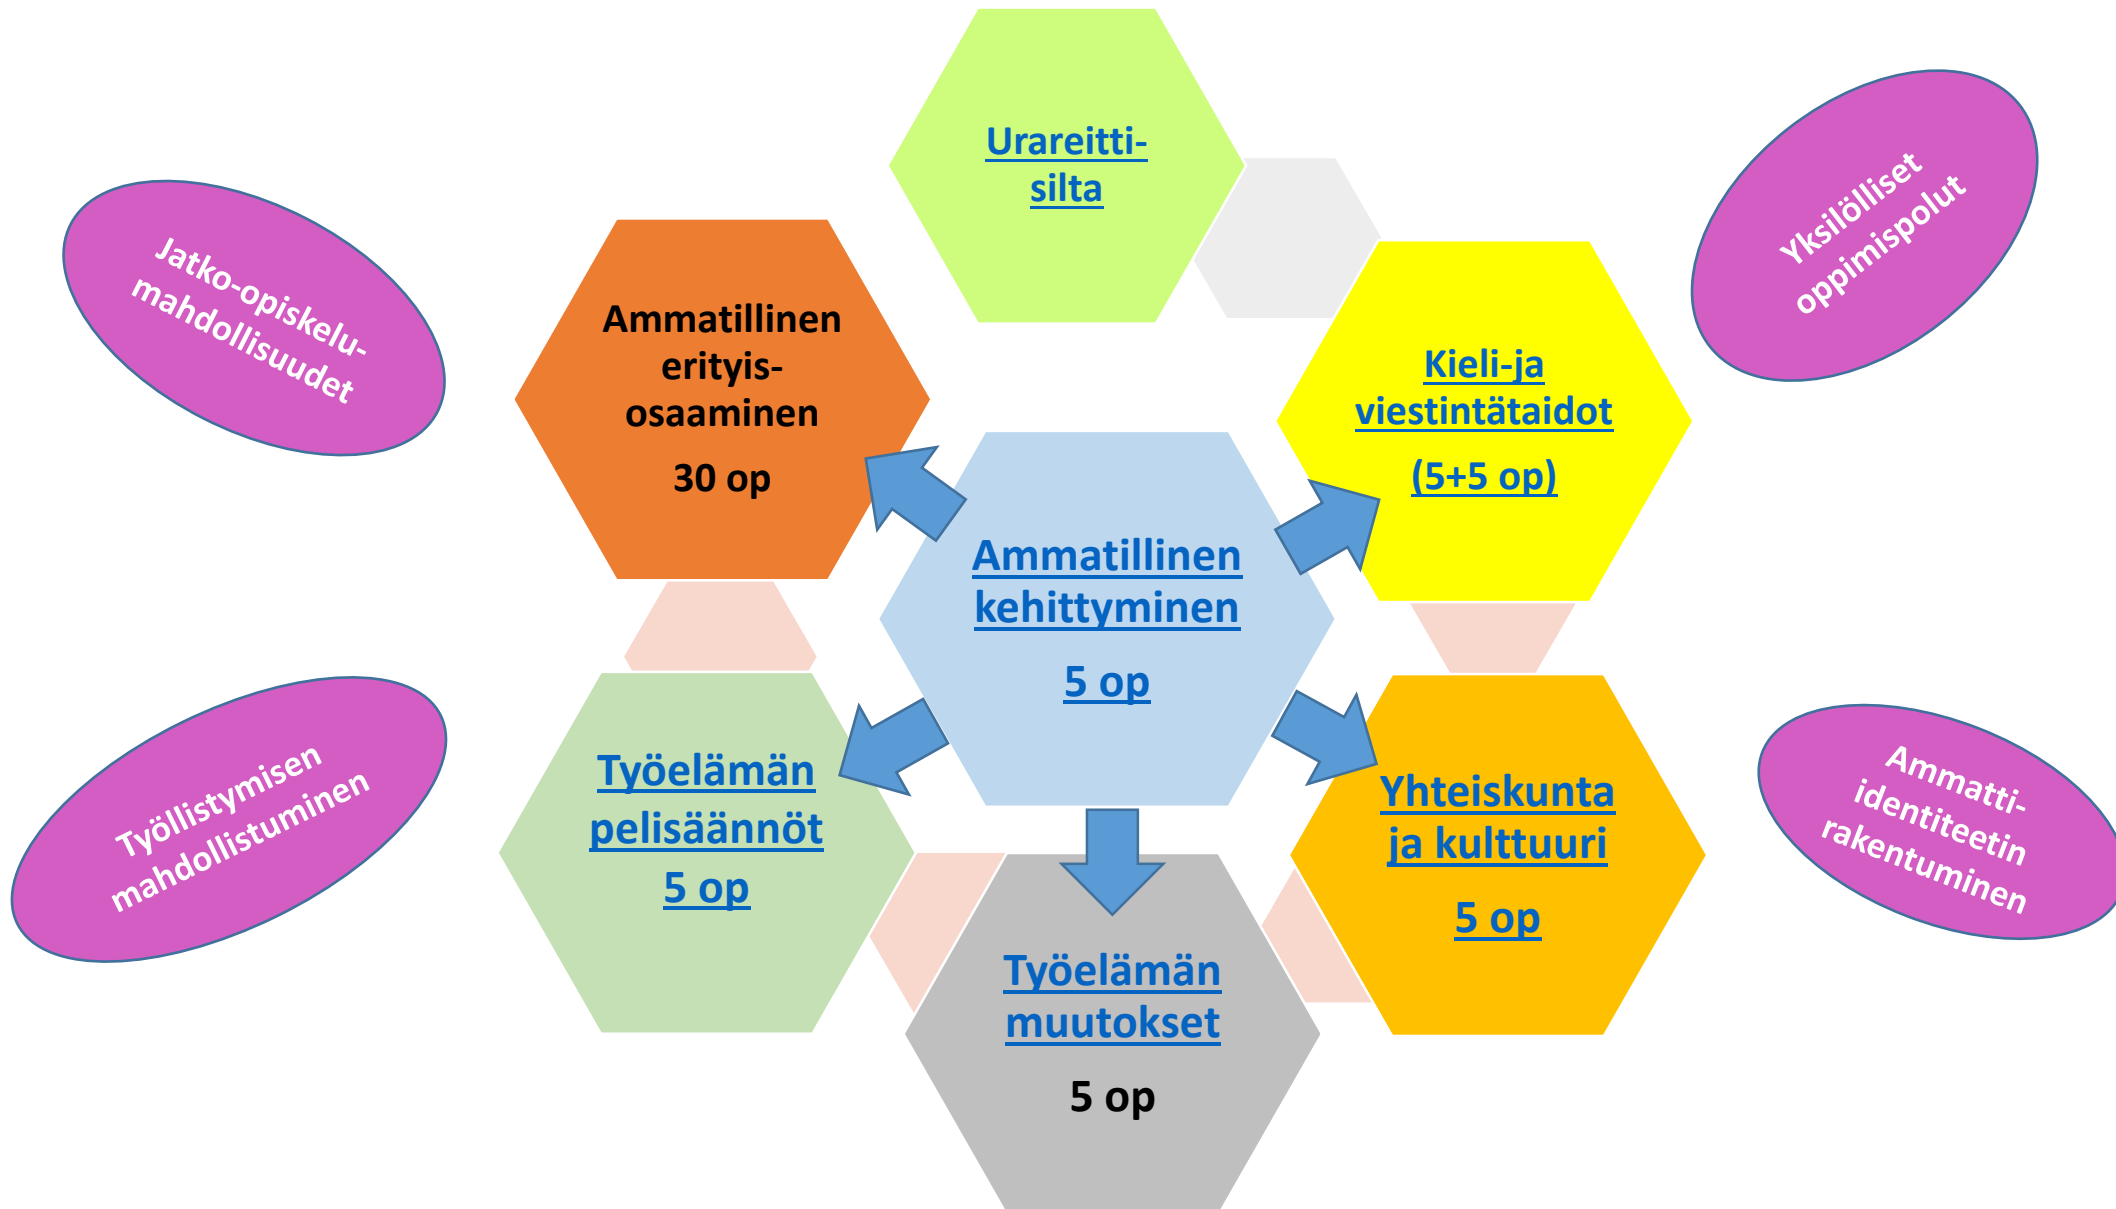 Urareitti-
silta
Jatko-opiskelu-
mahdollisuudet
Yksilölliset
oppimispolut
Ammatillinen
erityis-
osaaminen
30 op
Kieli-ja
viestintätaidot
(5+5 op)
Ammatillinen
kehittyminen
5 op
Työllistymisen
mahdollistuminen
Työelämän
pelisäännöt
5 op
Yhteiskunta
ja kulttuuri
5 op
Ammatti-
identiteetin
rakentuminen
Työelämän
muutokset
5 op